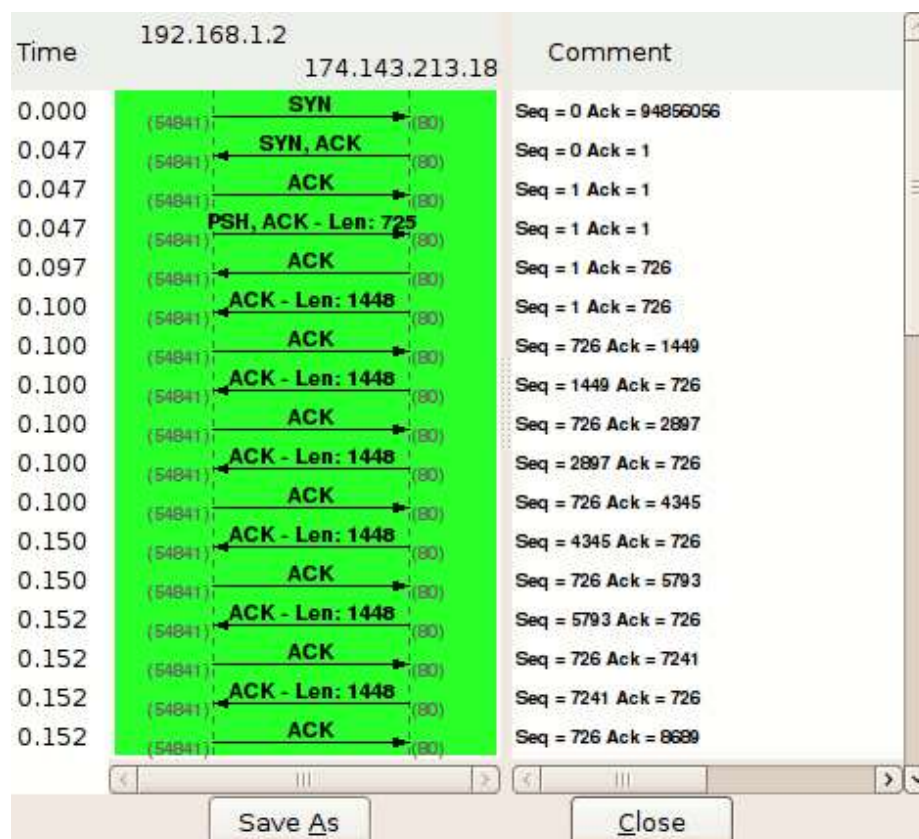 Time 192.168.1.2 174.143.213.18 Comment
0.000 SYN (54841) (80) Seq = 0 Ack = 94856056
0.047 SYN, ACK (54841) (80) Seq = 0 Ack = 1
0.047 ACK (54841) (80) Seq = 1 Ack = 1
0.047 PSH, ACK - Len: 725 (54841) (80) Seq = 1 Ack = 1
0.097 ACK (54841) (80) Seq = 1 Ack = 726
0.100 ACK - Len: 1448 (54841) (80) Seq = 1 Ack = 726
0.100 ACK (54841) (80) Seq = 726 Ack = 1449
0.100 ACK - Len: 1448 (54841) (80) Seq = 1449 Ack = 726
0.100 ACK (54841) (80) Seq = 726 Ack = 2897
0.100 ACK - Len: 1448 (54841) (80) Seq = 2897 Ack = 726
0.100 ACK (54841) (80) Seq = 726 Ack = 4345
0.150 ACK - Len: 1448 (54841) (80) Seq = 4345 Ack = 726
0.150 ACK (54841) (80) Seq = 726 Ack = 5793
0.152 ACK - Len: 1448 (54841) (80) Seq = 5793 Ack = 726
0.152 ACK (54841) (80) Seq = 726 Ack = 7241
0.152 ACK - Len: 1448 (54841) (80) Seq = 7241 Ack = 726
0.152 ACK (54841) (80) Seq = 726 Ack = 8689
Save As Close